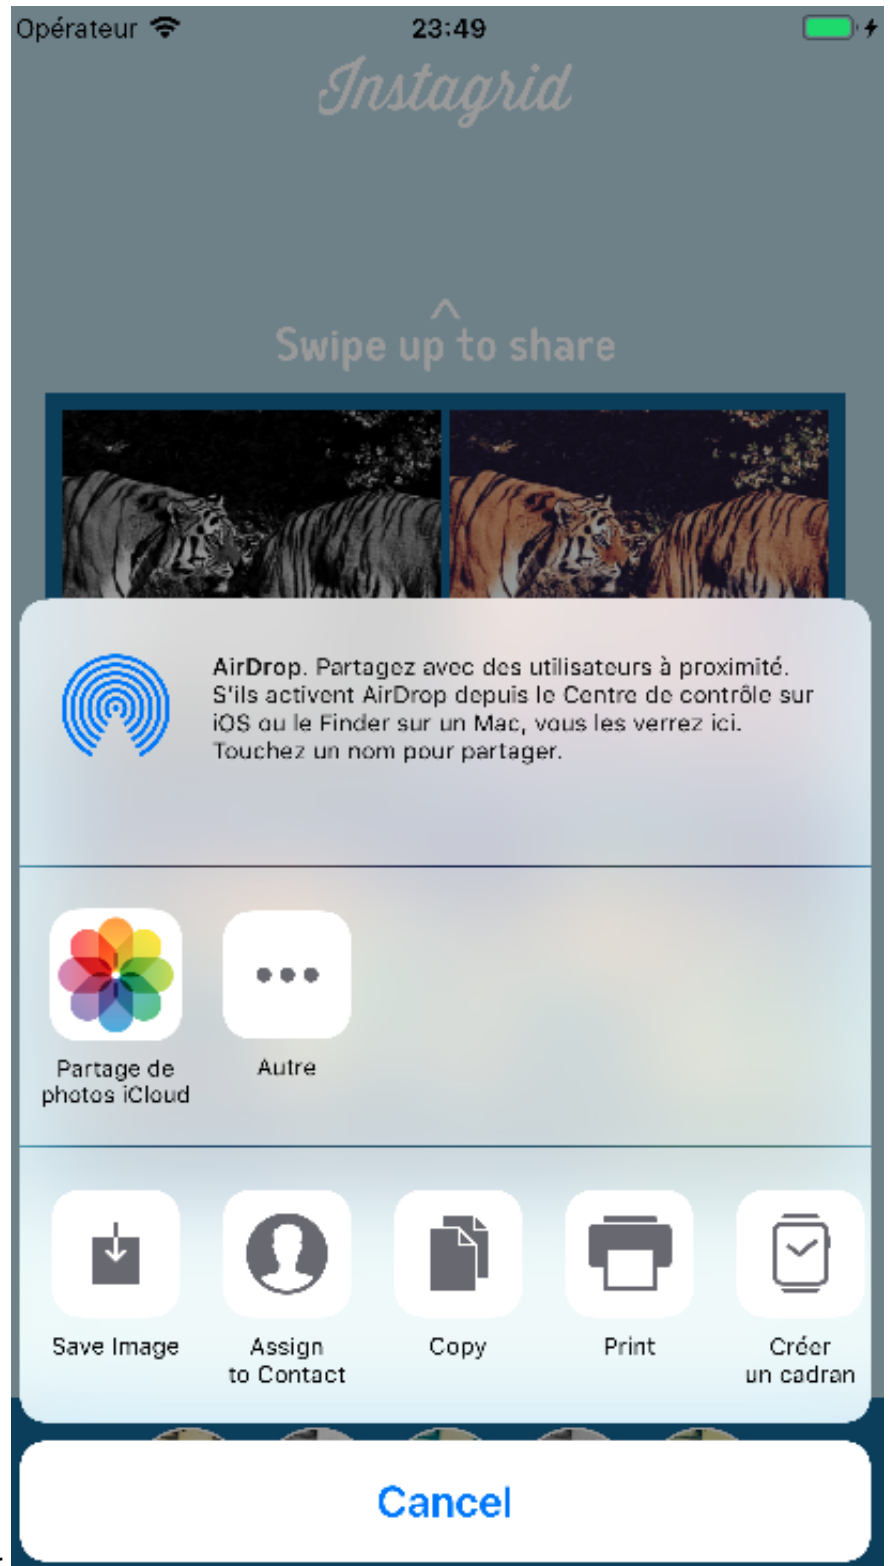 Opérateur 23:49
Instagrid
Swipe up to share
AirDrop. Partagez avec des utilisateurs à proximité.
S'ils activent AirDrop depuis le Centre de contrôle sur
iOS ou le Finder sur un Mac, vous les verrez ici.
Touchez un nom pour partager.
Partage de
photos iCloud
Autre
Save Image
Assign
to Contact
Copy
Print
Créer
un cadran
Cancel